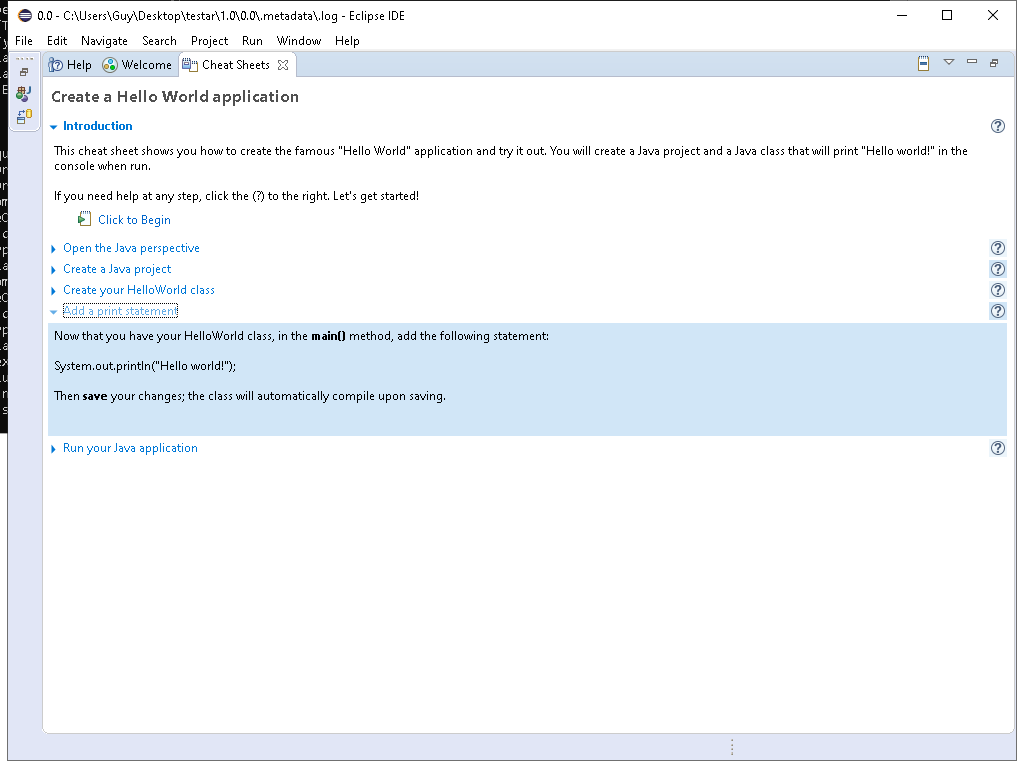 0.0 - C:\Users\Guy\Desktop\testar\1.0\0.0\.metadata\.log - Eclipse IDE
File Edit Navigate Search Project Run Window Help
Help Welcome Cheat Sheets
Create a Hello World application
Introduction
This cheat sheet shows you how to create the famous "Hello World" application and try it out. You will create a Java project and a Java class that will print "Hello world!" in the
console when run.
If you need help at any step, click the (?) to the right. Let's get started!
Click to Begin
Open the Java perspective
Create a Java project
Create your HelloWorld class
Add a print statement
Now that you have your HelloWorld class, in the main() method, add the following statement:
System.out.println("Hello world!");
Then save your changes; the class will automatically compile upon saving.
Run your Java application